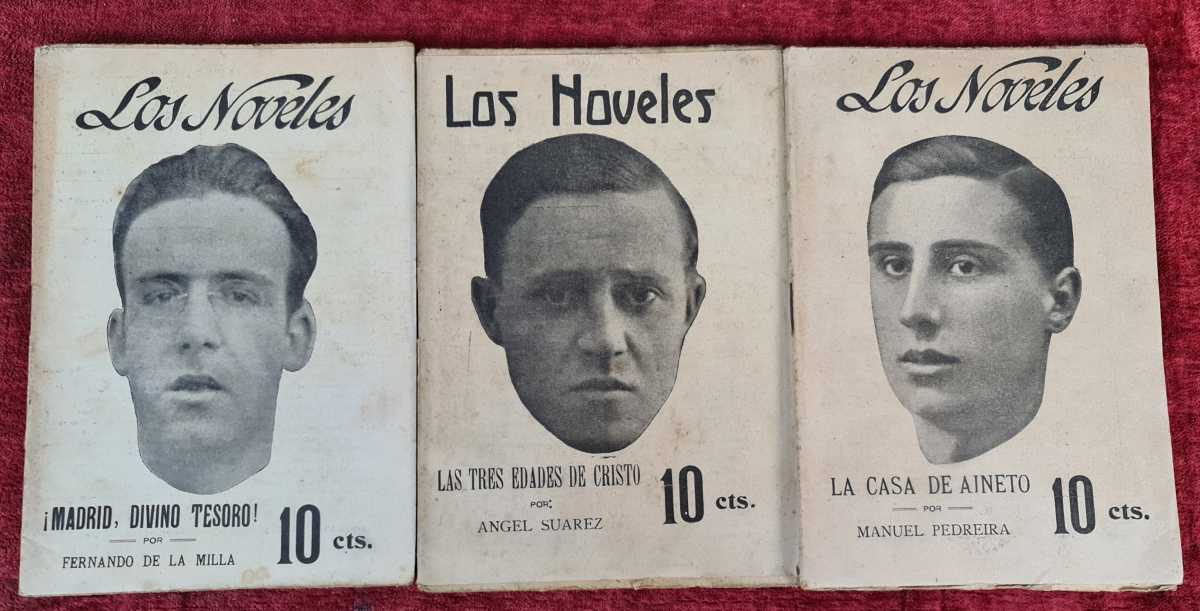 Los Noveles
¡MADRID, DIVINO TESORO!
POR
FERNANDO DE LA MILLA
10 cts.
Los Noveles
LAS TRES EDADES DE CRISTO
POR:
ANGEL SUAREZ
10 cts.
Los Noveles
LA CASA DE AINETO
POR
MANUEL PEDREIRA
10 cts.